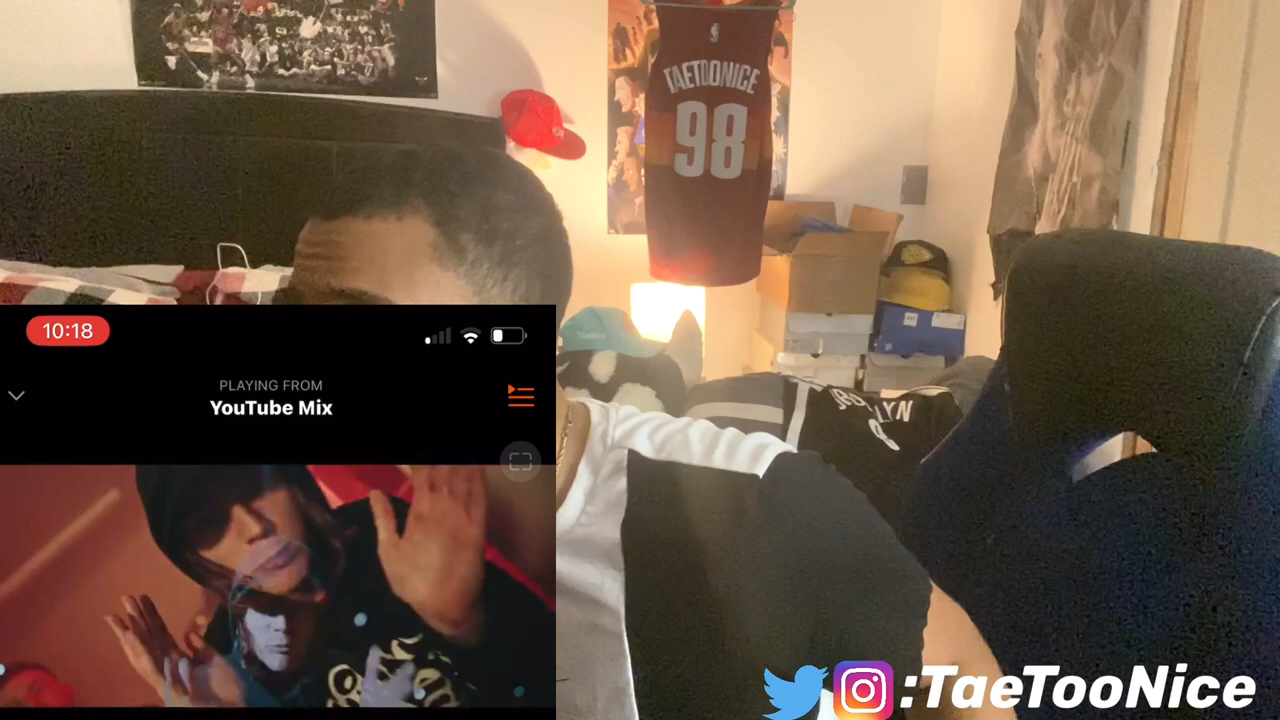 TAETOONICE
98
10:18
PLAYING FROM
YouTube Mix
:TaeTooNice